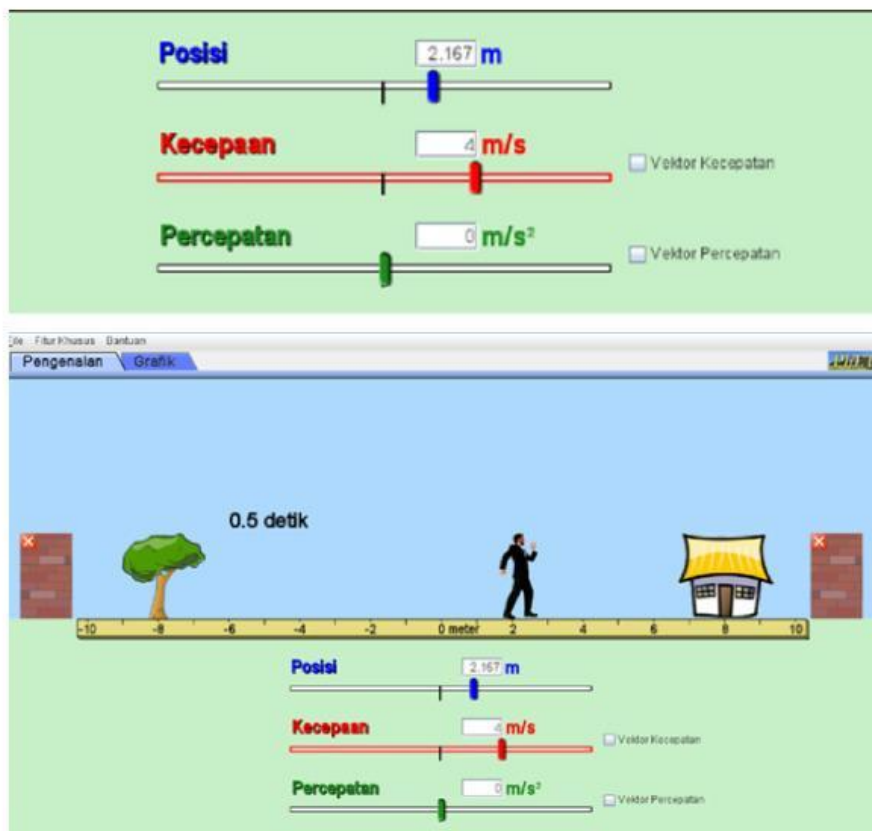 Posisi 2.167 m
Kecepaan 4 m/s
Vektor Kecepatan
Percepatan 0 m/s²
Vektor Percepatan
File Fitur Khusus Bantuan
Pengenalan Grafik
0.5 detik
-10 -8 -6 -4 -2 0 meter 2 4 6 8 10
Posisi 2.167 m
Kecepaan 4 m/s
Vektor Kecepatan
Percepatan 0 m/s²
Vektor Percepatan